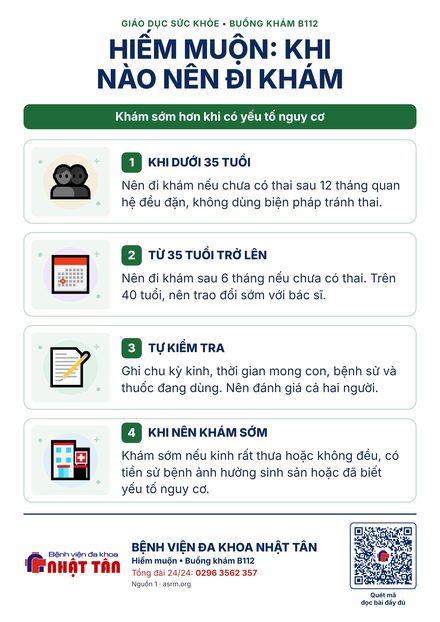 GIÁO DỤC SỨC KHỎE • BUỒNG KHÁM B112
HIẾM MUỘN: KHI
NÀO NÊN ĐI KHÁM
Khám sớm hơn khi có yếu tố nguy cơ
1 KHI DƯỚI 35 TUỔI
Nên đi khám nếu chưa có thai sau 12 tháng quan
hệ đều đặn, không dùng biện pháp tránh thai.
2 TỪ 35 TUỔI TRỞ LÊN
Nên đi khám sau 6 tháng nếu chưa có thai. Trên
40 tuổi, nên trao đổi sớm với bác sĩ.
3 TỰ KIỂM TRA
Ghi chu kỳ kinh, thời gian mong con, bệnh sử và
thuốc đang dùng. Nên đánh giá cả hai người.
4 KHI NÊN KHÁM SỚM
Khám sớm nếu kinh rất thưa hoặc không đều, có
tiền sử bệnh ảnh hưởng sinh sản hoặc đã biết
yếu tố nguy cơ.
Bệnh viện đa khoa
NHẬT TÂN
BỆNH VIỆN ĐA KHOA NHẬT TÂN
Hiếm muộn • Buồng khám B112
Tổng đài 24/24: 0296 3562 357
Nguồn 1 · asrm.org
Quét mã
đọc bài đầy đủ